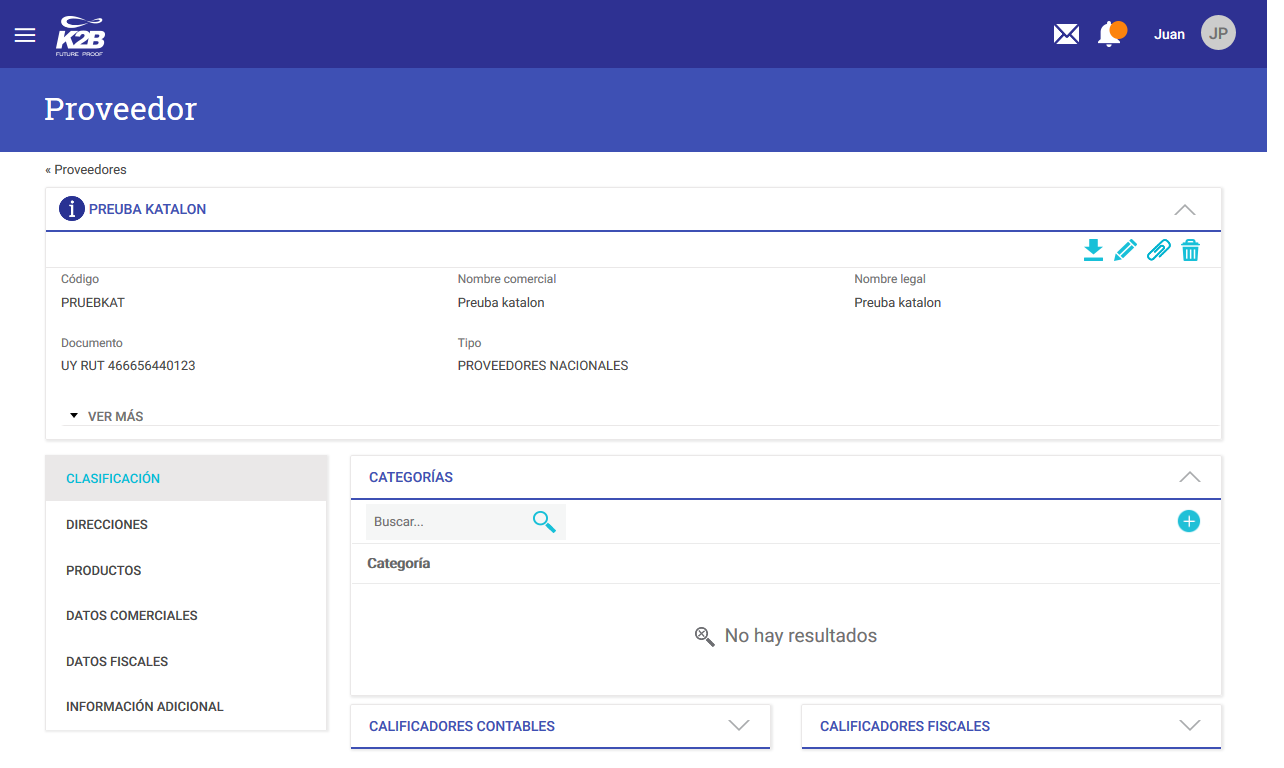 K2B
FUTURE PROOF
Juan
JP
Proveedor
« Proveedores
i PREUBA KATALON
Código
Nombre comercial
Nombre legal
PRUEBKAT
Preuba katalon
Preuba katalon
Documento
Tipo
UY RUT 466656440123
PROVEEDORES NACIONALES
VER MÁS
CLASIFICACIÓN
DIRECCIONES
PRODUCTOS
DATOS COMERCIALES
DATOS FISCALES
INFORMACIÓN ADICIONAL
CATEGORÍAS
Buscar...
Categoría
No hay resultados
CALIFICADORES CONTABLES
CALIFICADORES FISCALES